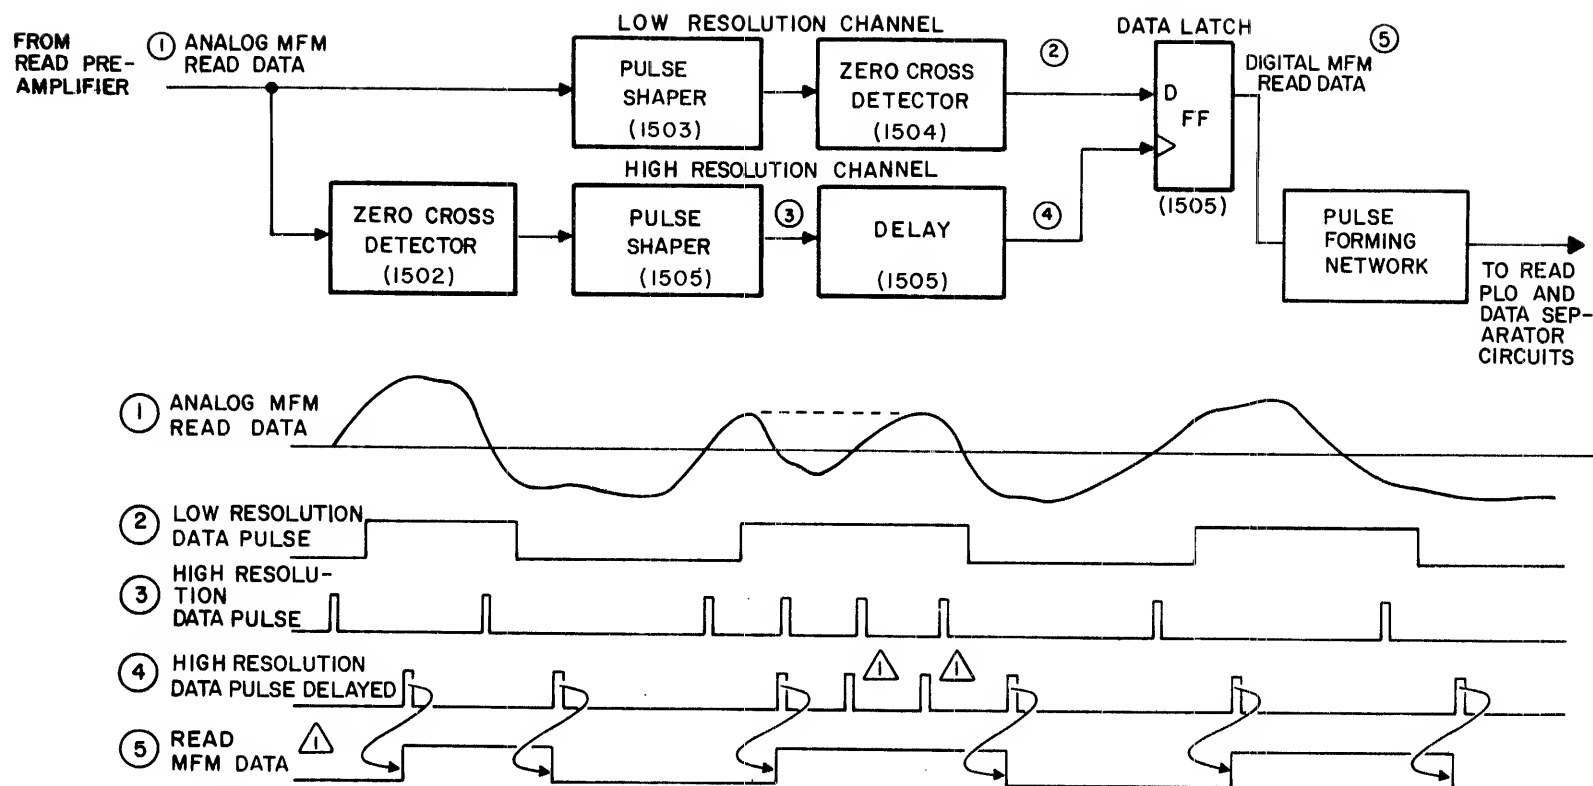 LOW RESOLUTION CHANNEL
FROM
READ PRE-
AMPLIFIER
① ANALOG MFM
READ DATA
PULSE
SHAPER
(1503)
ZERO CROSS
DETECTOR
(1504)
②
DATA LATCH
D
FF
(1505)
⑤
DIGITAL MFM
READ DATA
HIGH RESOLUTION CHANNEL
ZERO CROSS
DETECTOR
(1502)
PULSE
SHAPER
(1505)
③
DELAY
(1505)
④
PULSE
FORMING
NETWORK
TO READ
PLO AND
DATA SEP-
ARATOR
CIRCUITS
① ANALOG MFM
READ DATA
② LOW RESOLUTION
DATA PULSE
③ HIGH RESOLU-
TION
DATA PULSE
④ HIGH RESOLUTION
DATA PULSE DELAYED
1
1
⑤ READ
MFM DATA
1